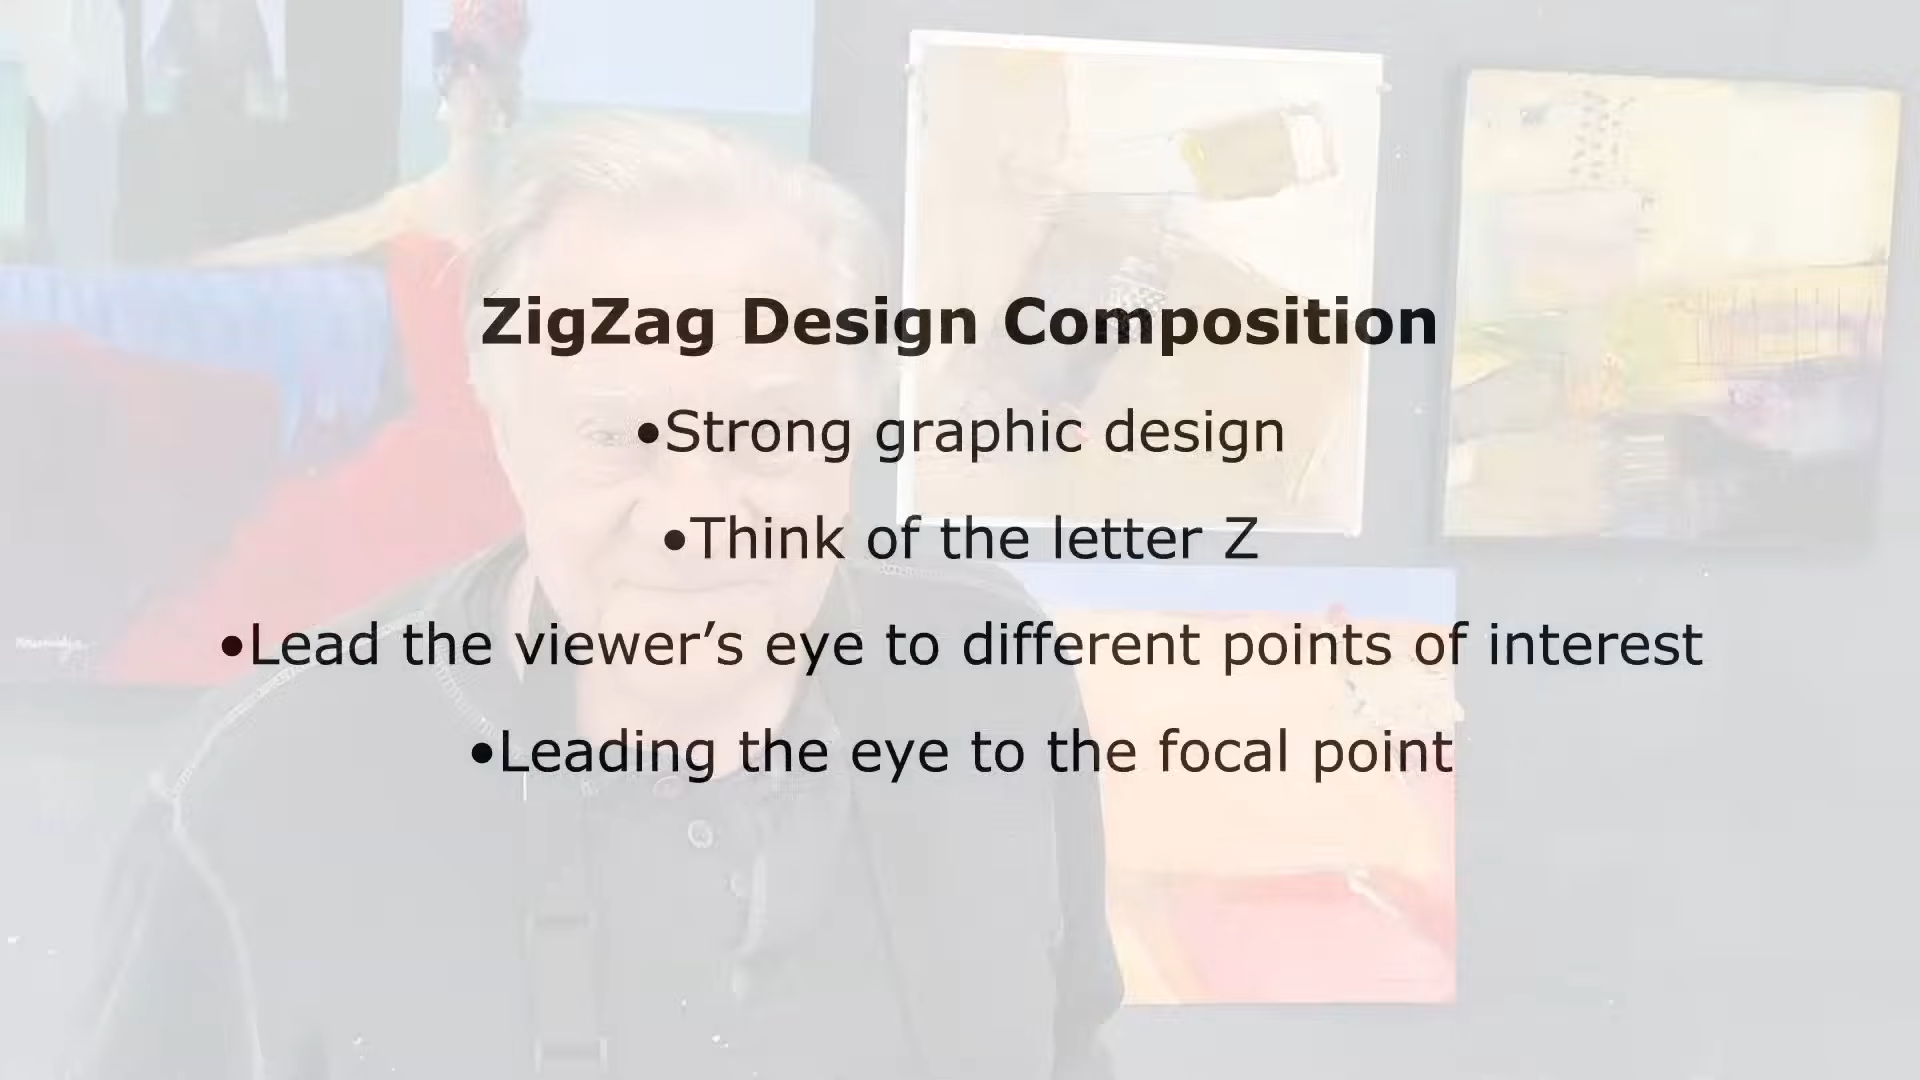 ZigZag Design Composition
•Strong graphic design
•Think of the letter Z
•Lead the viewer’s eye to different points of interest
•Leading the eye to the focal point